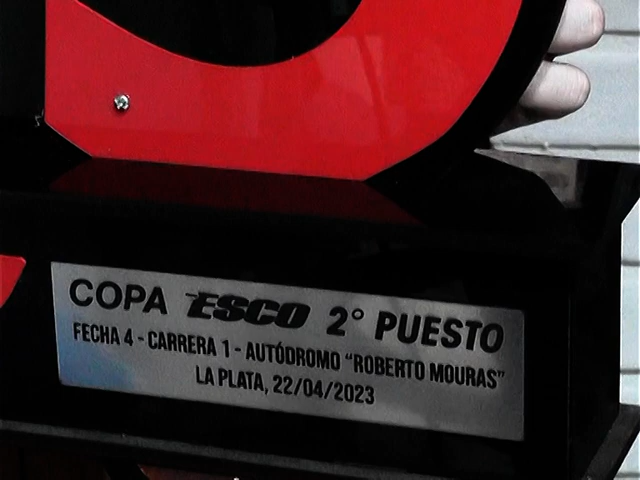 COPA ESCO 2° PUESTO
FECHA 4 - CARRERA 1 - AUTÓDROMO "ROBERTO MOURAS"
LA PLATA, 22/04/2023